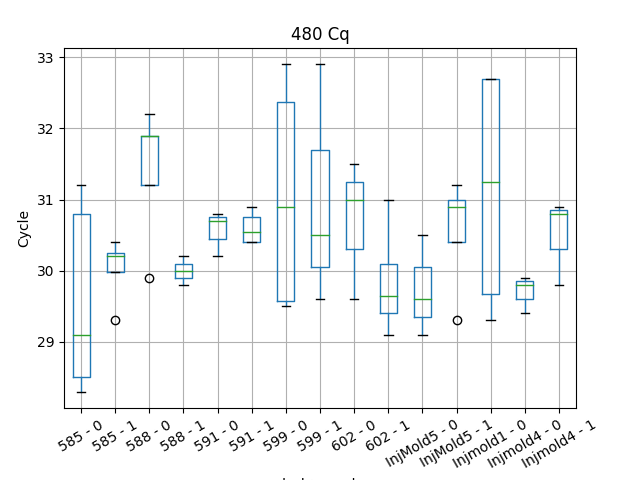 480 Cq
33
32
31
30
29
Cycle
585 - 0
585 - 1
588 - 0
588 - 1
591 - 0
591 - 1
599 - 0
599 - 1
602 - 0
602 - 1
InjMold5 - 0
InjMold5 - 1
Injmold1 - 0
Injmold4 - 0
Injmold4 - 1